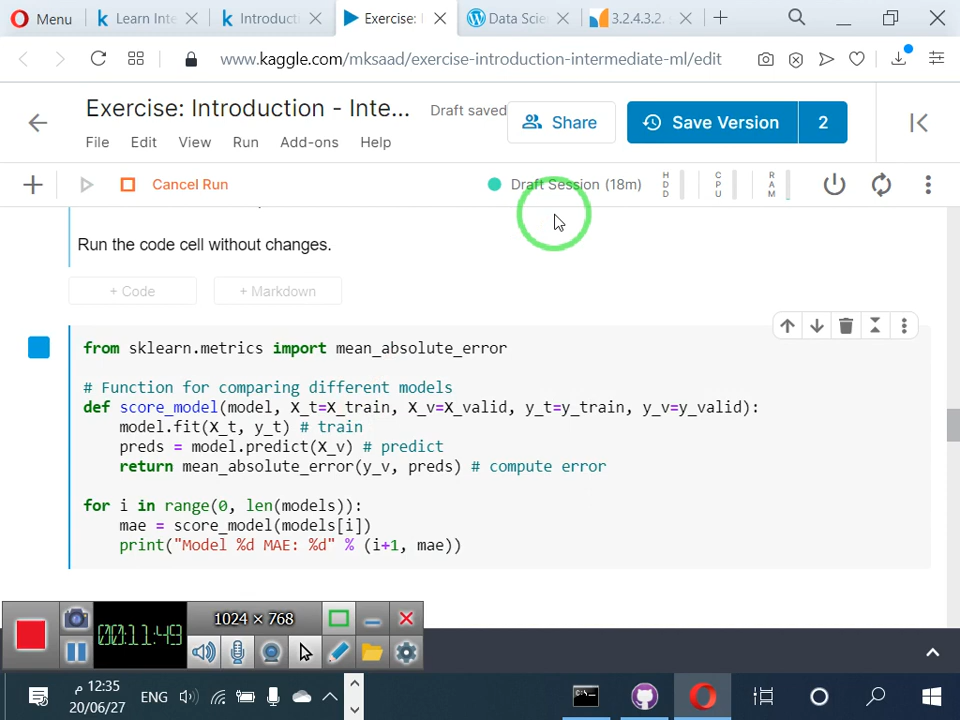 Menu
Learn Inte
Introducti
Exercise: I
Data Scie
3.2.4.3.2.
www.kaggle.com/mksaad/exercise-introduction-intermediate-ml/edit
Exercise: Introduction - Inte...
Draft saved
Share
Save Version
2
File
Edit
View
Run
Add-ons
Help
Cancel Run
Draft Session (18m)
HDD
CPU
RAM
Run the code cell without changes.
+ Code
+ Markdown
from sklearn.metrics import mean_absolute_error
# Function for comparing different models
def score_model(model, X_t=X_train, X_v=X_valid, y_t=y_train, y_v=y_valid):
model.fit(X_t, y_t) # train
preds = model.predict(X_v) # predict
return mean_absolute_error(y_v, preds) # compute error
for i in range(0, len(models)):
mae = score_model(models[i])
print("Model %d MAE: %d" % (i+1, mae))
1024 × 768
00:11:49
12:35 م
20/06/27
ENG